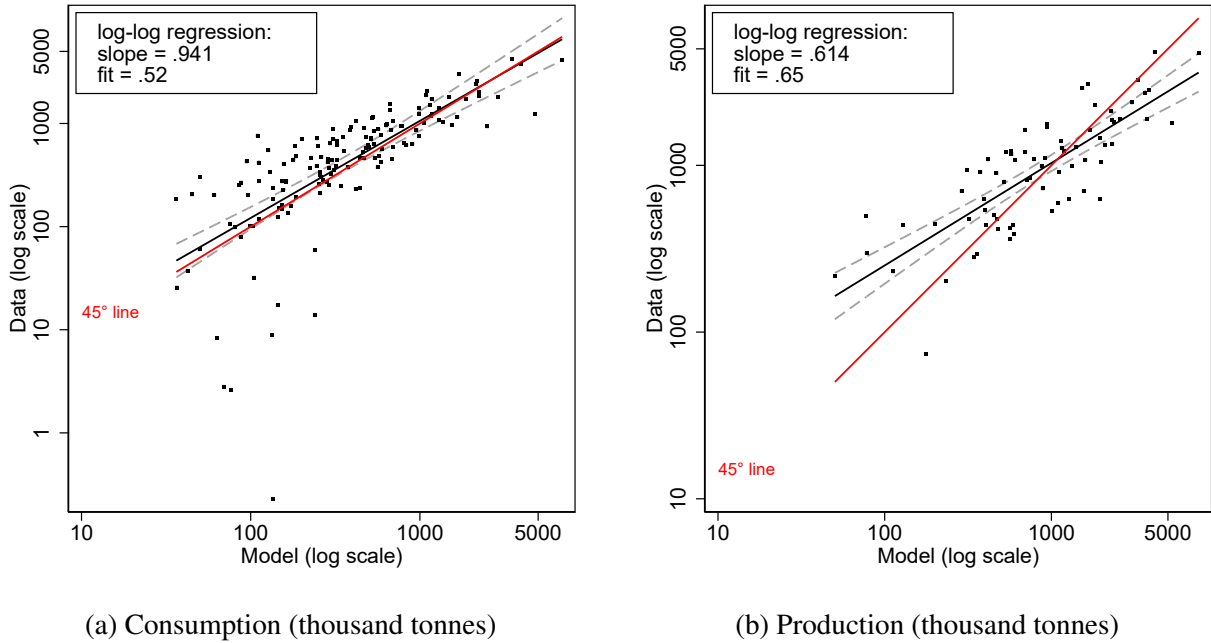 log-log regression:
slope = .941
fit = .52
5000
1000
100
10
1
Data (log scale)
45° line
10
100
1000
5000
Model (log scale)
(a) Consumption (thousand tonnes)
log-log regression:
slope = .614
fit = .65
5000
1000
100
10
Data (log scale)
45° line
10
100
1000
5000
Model (log scale)
(b) Production (thousand tonnes)